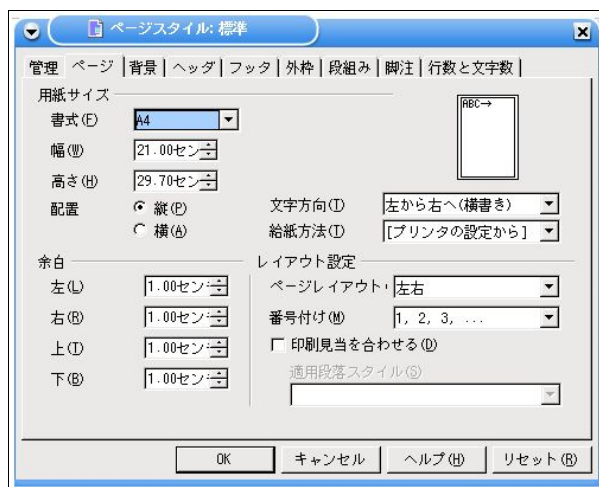 ページスタイル: 標準
管理 ページ 背景 ヘッダ フッタ 外枠 段組み 脚注 行数と文字数
用紙サイズ
書式(F) A4
幅(W) 21.00セン
高さ(H) 29.70セン
配置 縦(P)
横(A)
ABC→
文字方向(I) 左から右へ(横書き)
給紙方法(T) [プリンタの設定から]
余白
左(L) 1.00セン
右(R) 1.00セン
上(T) 1.00セン
下(B) 1.00セン
レイアウト設定
ページレイアウト 左右
番号付け(M) 1, 2, 3, ...
印刷見当を合わせる(D)
適用段落スタイル(S)
OK キャンセル ヘルプ(H) リセット(R)